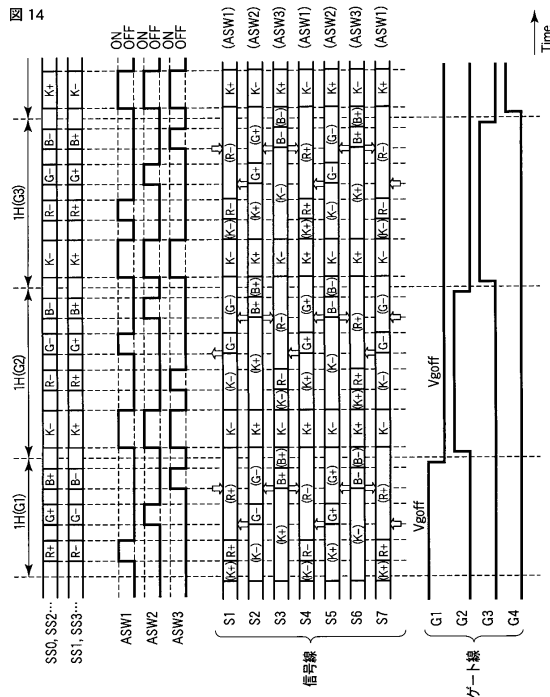 図 14
SS0, SS2… R+ G+ B+ K- R- G- B- K- R- G- B- K+
SS1, SS3… R- G- B- K+ R+ G+ B+ K+ R+ G+ B+ K-
1H(G1) 1H(G2) 1H(G3)
ASW1 ON OFF
ASW2 ON OFF
ASW3 ON OFF
信号線
S1 (K+) R+ (R+) K- (K-) G- (G-) K- (K-) R- (R-) K+ (ASW1)
S2 (K-) G- (G-) K+ (K+) B+ (B+) K+ (K+) G+ (G+) K- (ASW2)
S3 (K+) B- (B+) K- (K-) R- (R-) K- (K-) B- (B-) K+ (ASW3)
S4 (K-) R- (R-) K+ (K+) G+ (G+) K+ (K+) R+ (R+) K- (ASW1)
S5 (K+) G+ (G+) K- (K-) B- (B-) K- (K-) G- (G-) K+ (ASW2)
S6 (K-) B- (B-) K+ (K+) R+ (R+) K+ (K+) B+ (B+) K- (ASW3)
S7 (K+) R+ (R+) K- (K-) G- (G-) K- (K-) R- (R-) K+ (ASW1)
ゲート線
G1 Vgoff
G2 Vgoff
G3
G4
Time